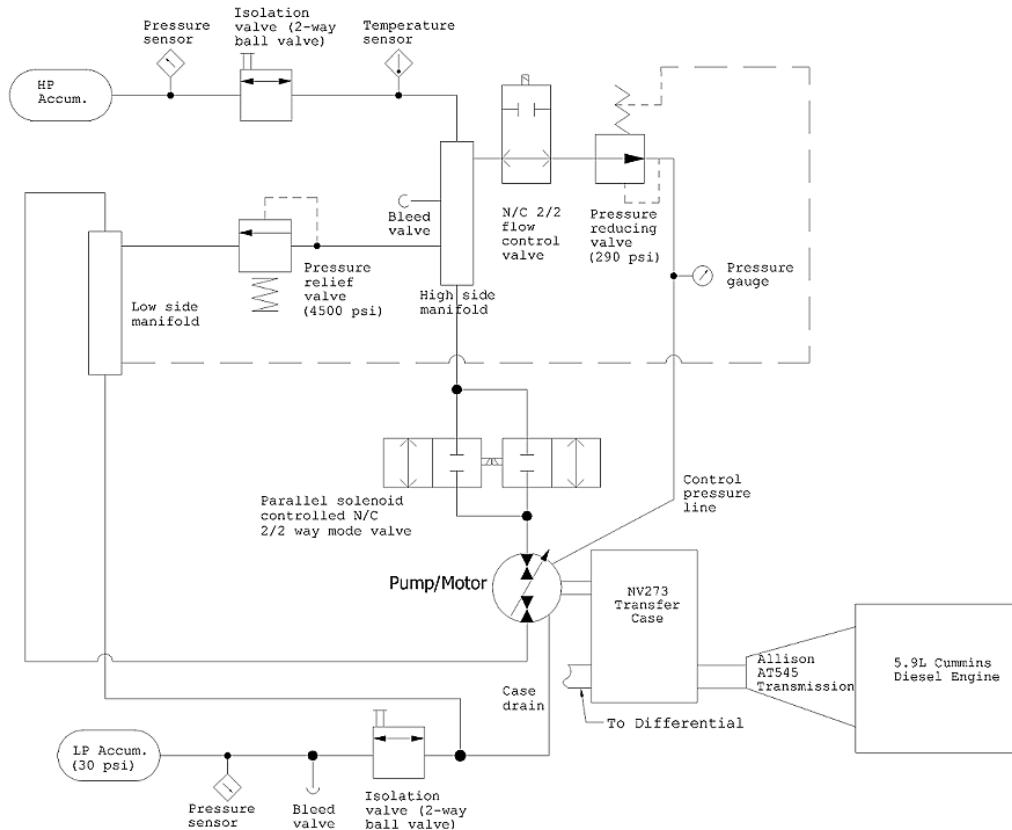 Pressure
sensor
Isolation
valve (2-way
ball valve)
Temperature
sensor
HP
Accum.
Bleed
valve
N/C 2/2
flow
control
valve
Pressure
reducing
valve
(290 psi)
Pressure
gauge
Pressure
relief
valve
(4500 psi)
High side
manifold
Low side
manifold
Parallel solenoid
controlled N/C
2/2 way mode valve
Control
pressure
line
Pump/Motor
NV273
Transfer
Case
Allison
AT545
Transmission
5.9L Cummins
Diesel Engine
Case
drain
To Differential
LP Accum.
(30 psi)
Pressure
sensor
Bleed
valve
Isolation
valve (2-way
ball valve)